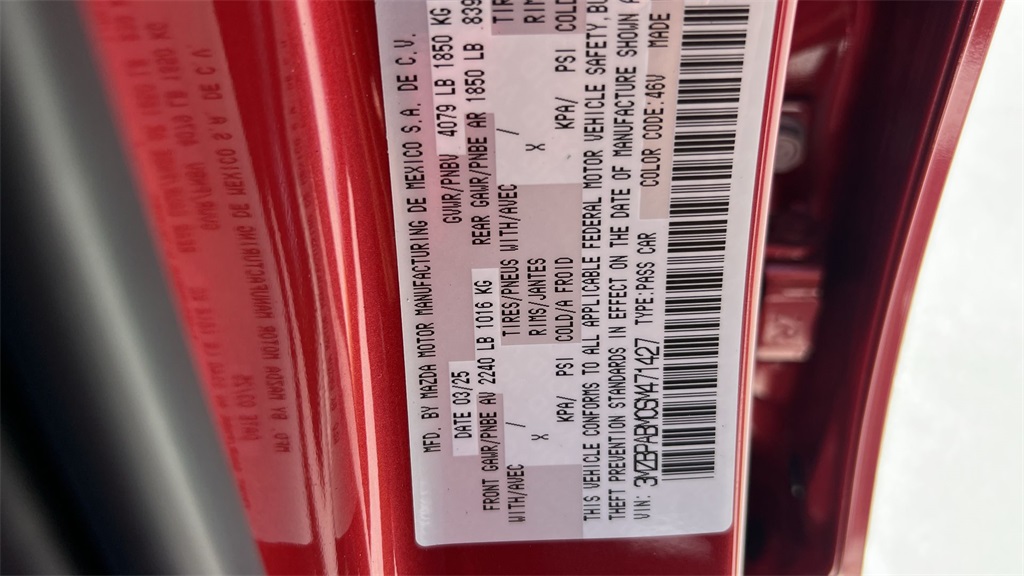 MFD. BY MAZDA MOTOR MANUFACTURING DE MEXICO S.A. DE C.V.
DATE 03/25 GVWR/PNBV 4079 LB 1850 KG
FRONT GAWR/PNBE AV 2240 LB 1016 KG REAR GAWR/PNBE AR 1850 LB 839
WITH/AVEC / TIRES/PNEUS WITH/AVEC /
X RIMS/JANTES X
KPA/ PSI COLD/A FROID KPA/ PSI COLD
THIS VEHICLE CONFORMS TO ALL APPLICABLE FEDERAL MOTOR VEHICLE SAFETY, BU
THEFT PREVENTION STANDARDS IN EFFECT ON THE DATE OF MANUFACTURE SHOWN A
VIN: 3MZBPABM0SM471427 TYPE:PASS CAR COLOR CODE:46V MADE